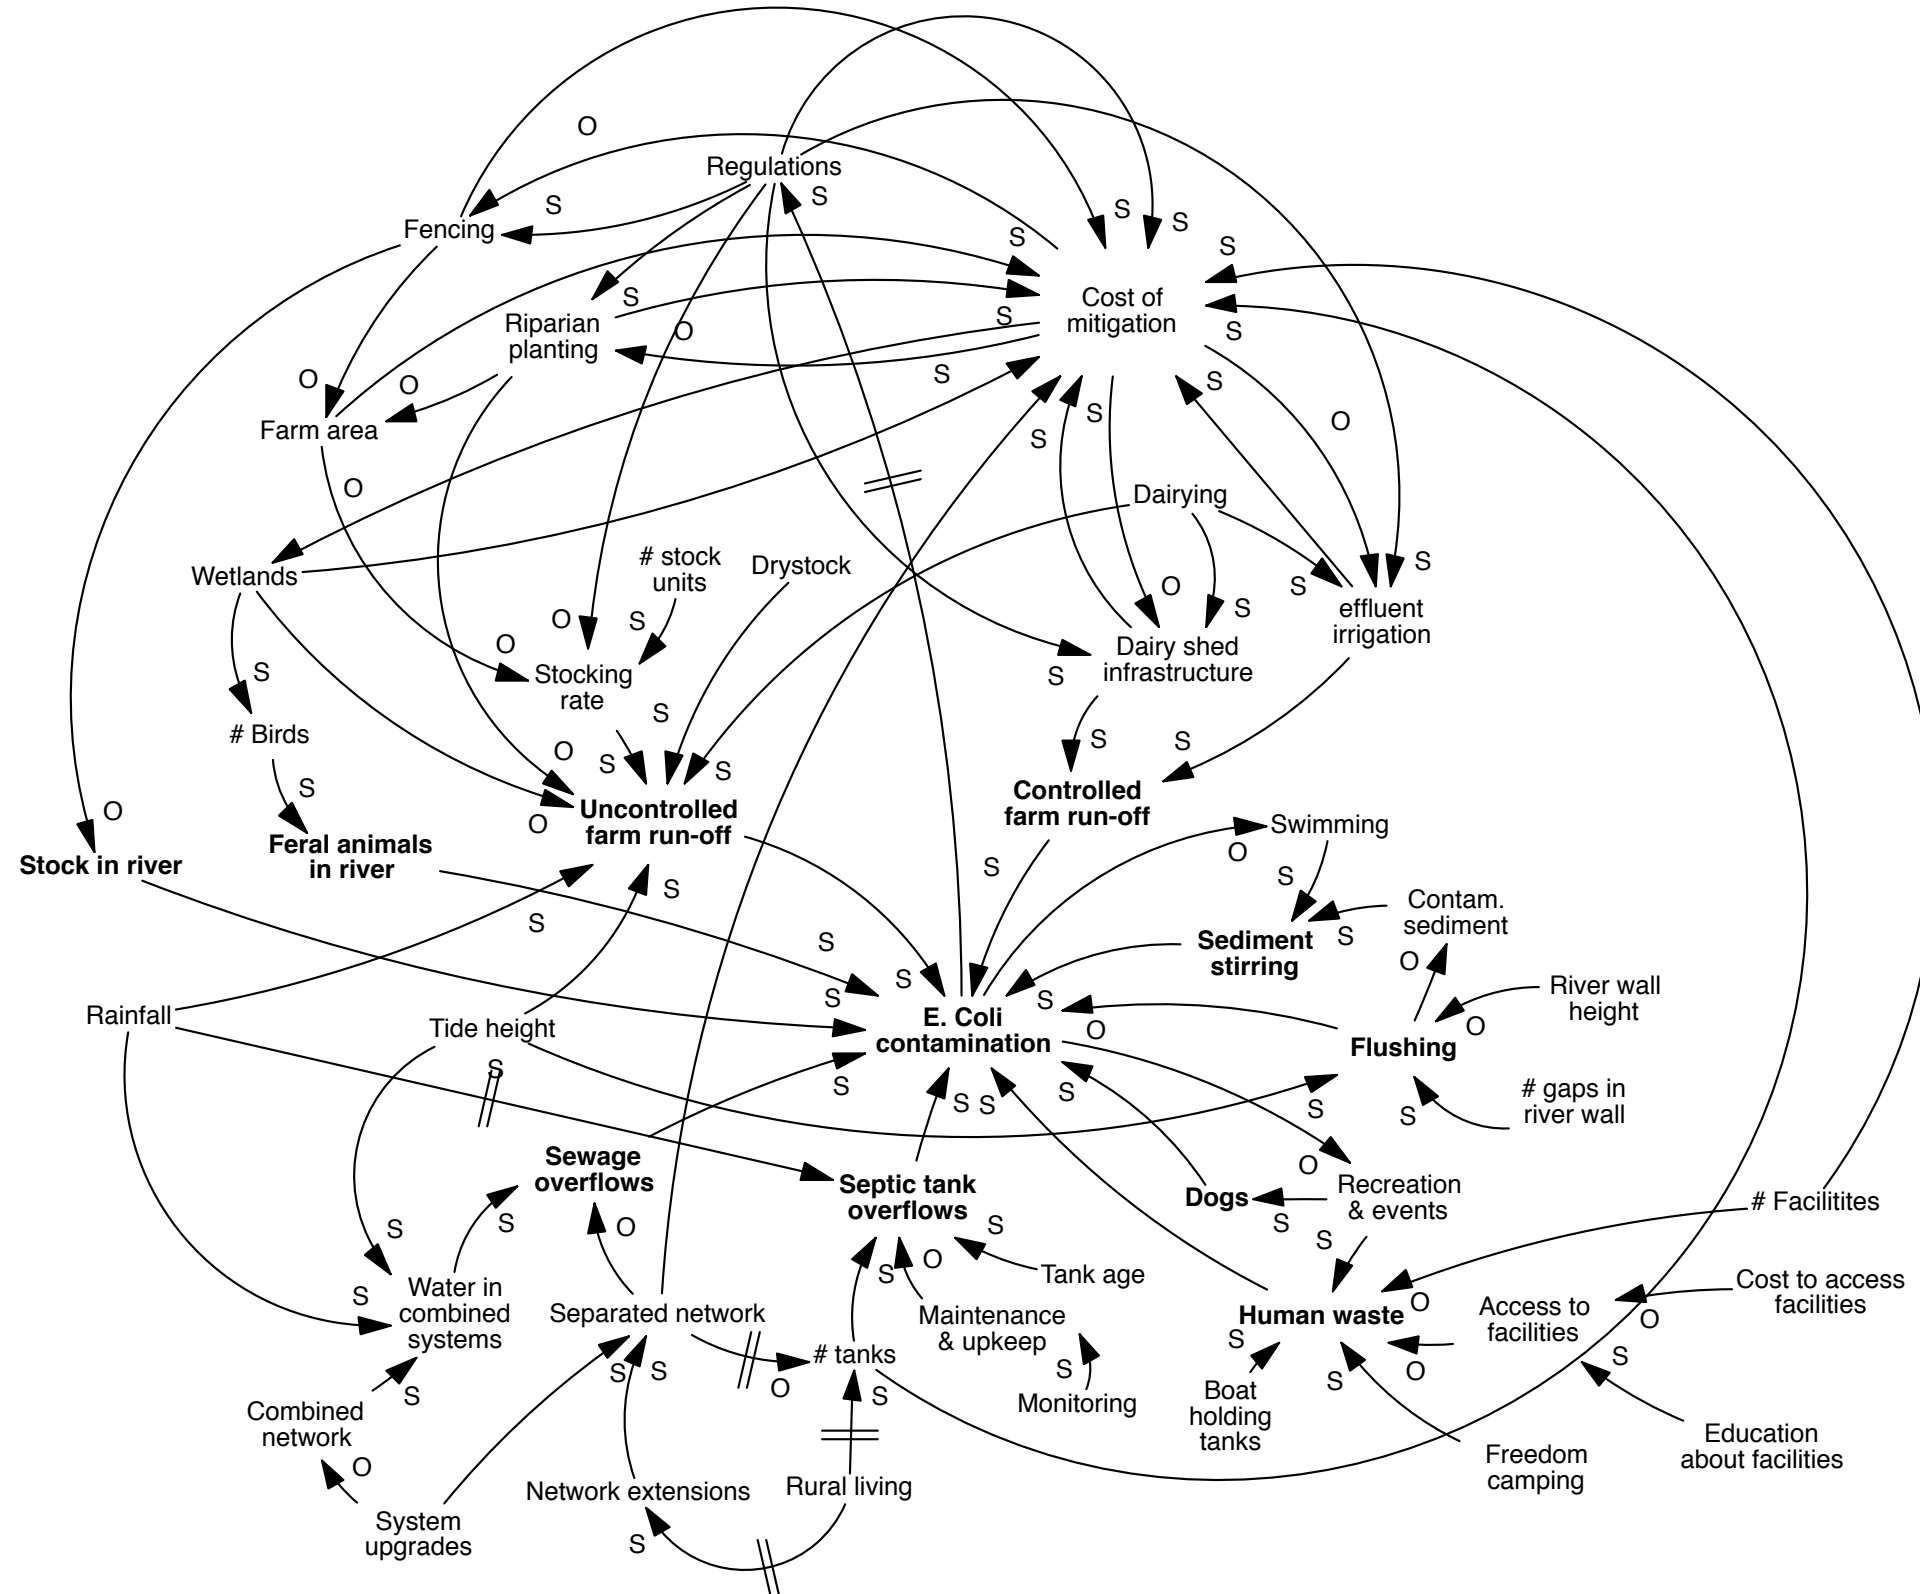 O
Regulations
S
S
Fencing
S
S
S
S
Cost of
mitigation
S
Riparian
planting
O
S
S
O
O
S
S
O
S
S
Farm area
O
Dairying
Wetlands
# stock
units
Drystock
S
S
O
S
effluent
irrigation
O
S
O
Dairy shed
infrastructure
S
Stocking
rate
S
S
# Birds
S
S
O
S
S
S
Controlled
farm run-off
Uncontrolled
farm run-off
O
O
Swimming
O
Feral animals
in river
Stock in river
S
S
S
Contam.
sediment
S
S
Sediment
stirring
S
O
S
S
S
River wall
height
Rainfall
Tide height
E. Coli
contamination
O
O
Flushing
S
S
S
S
S
S
S
# gaps in
river wall
Sewage
overflows
Septic tank
overflows
O
Dogs
S
Recreation
& events
# Facilitites
S
S
O
S
S
O
S
Tank age
Water in
combined
systems
S
Separated network
Maintenance
& upkeep
Human waste
O
Access to
facilities
Cost to access
facilities
O
S
S
S
O
# tanks
S
S
Monitoring
S
O
S
Boat
holding
tanks
Combined
network
S
Freedom
camping
Education
about facilities
O
Network extensions
Rural living
System
upgrades
S